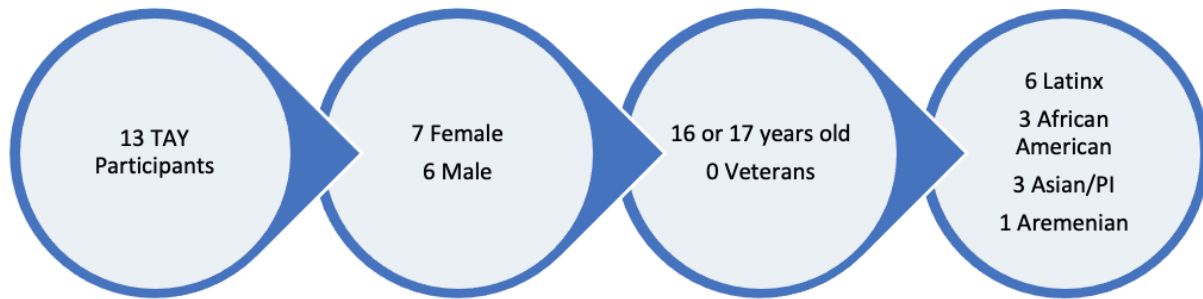 13 TAY
Participants
7 Female
6 Male
16 or 17 years old
0 Veterans
6 Latinx
3 African
American
3 Asian/PI
1 Aremenian